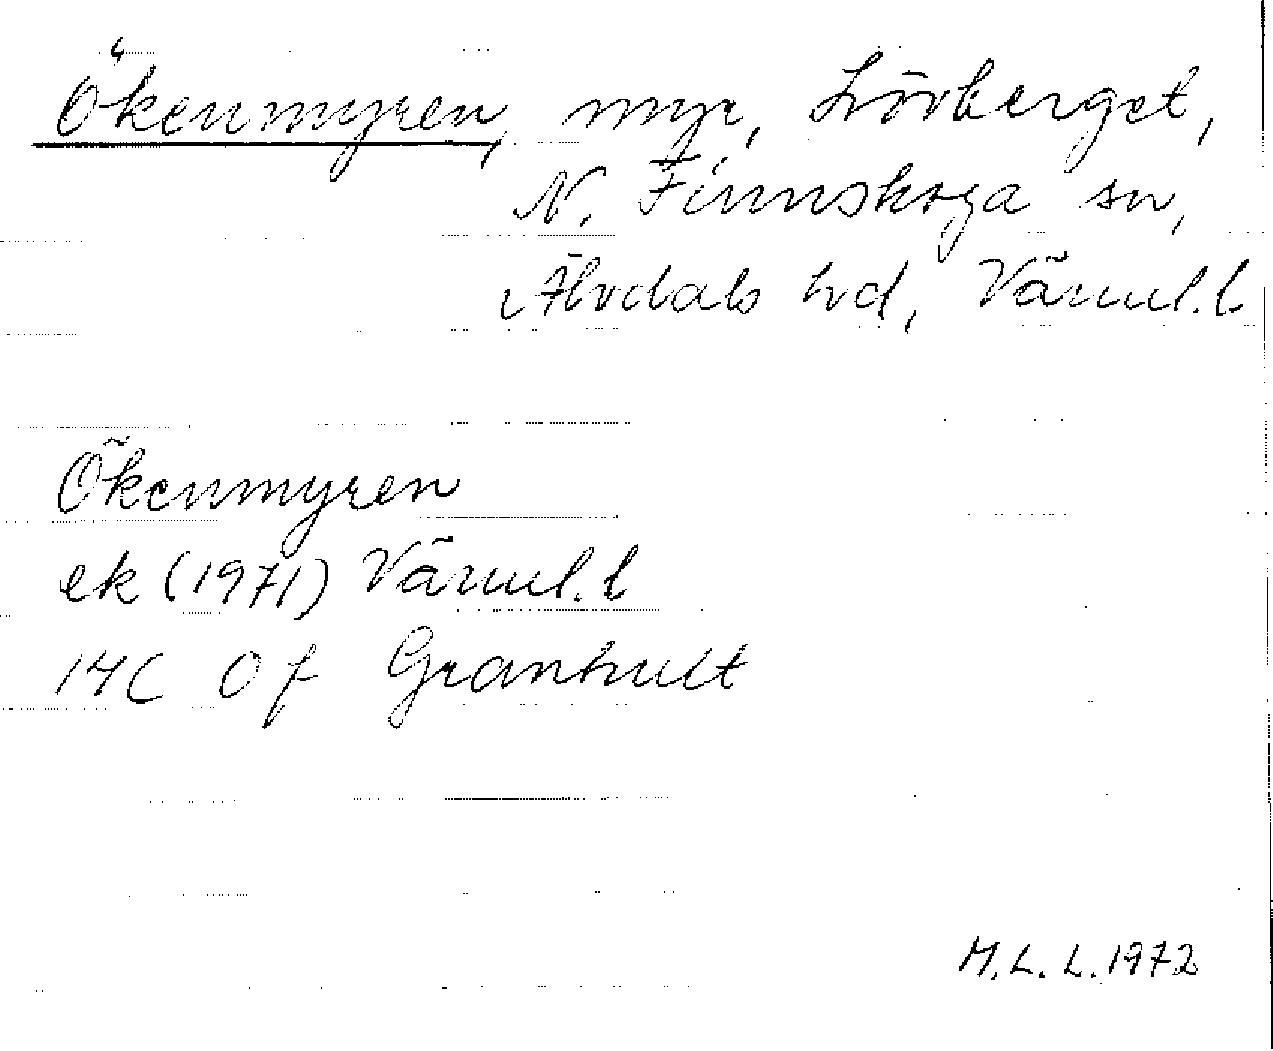 Ökenmyren, myr, Lövberget,
N. Finnskoga sn,
Älvdals hd, Värml. l.
Ökenmyren
ek (1971) Värml. l
14C 0f Granhult
M. L. L. 1972